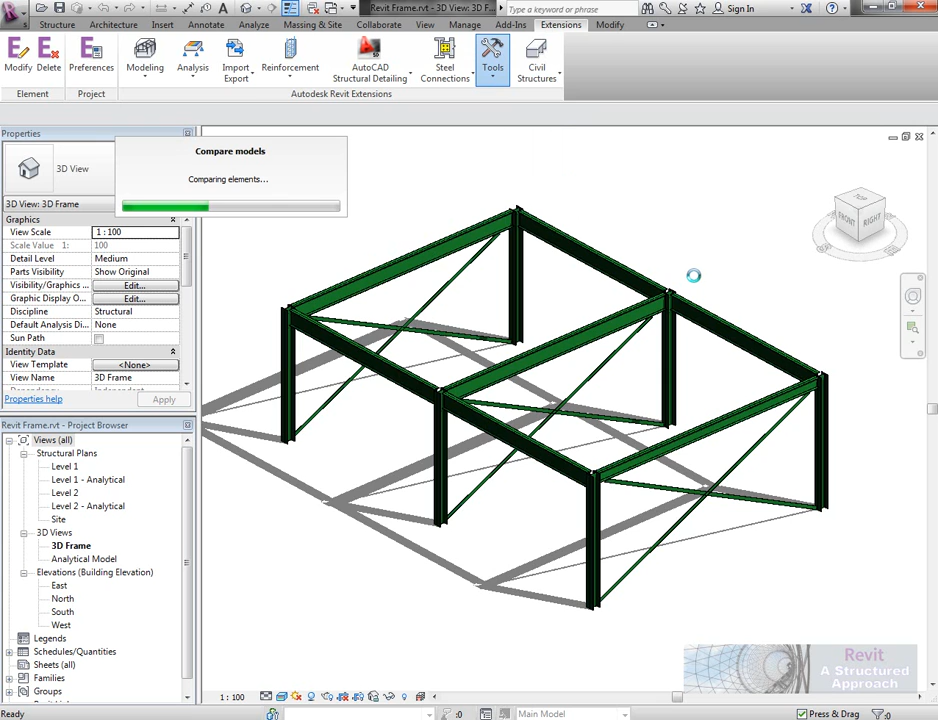 Revit Frame.rvt - 3D View: 3D F...
Type a keyword or phrase
Sign In
Structure Architecture Insert Annotate Analyze Massing & Site Collaborate View Manage Add-Ins Extensions Modify
Modify Delete Preferences Modeling Analysis Import Export Reinforcement AutoCAD Structural Detailing Steel Connections Tools Civil Structures
Element Project Autodesk Revit Extensions
Properties
3D View
3D View: 3D Frame
Graphics
View Scale 1 : 100
Scale Value 1: 100
Detail Level Medium
Parts Visibility Show Original
Visibility/Graphics ... Edit...
Graphic Display O... Edit...
Discipline Structural
Default Analysis Di... None
Sun Path
Identity Data
View Template <None>
View Name 3D Frame
Properties help Apply
Compare models
Comparing elements...
TOP
FRONT
RIGHT
Revit Frame.rvt - Project Browser
Views (all)
Structural Plans
Level 1
Level 1 - Analytical
Level 2
Level 2 - Analytical
Site
3D Views
3D Frame
Analytical Model
Elevations (Building Elevation)
East
North
South
West
Legends
Schedules/Quantities
Sheets (all)
Families
Groups
Revit
A Structured
Approach
1 : 100
Ready
:0
Main Model
Press & Drag
:0